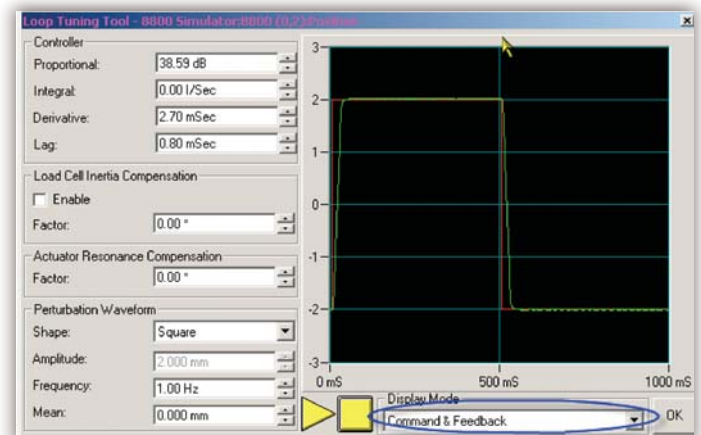 Loop Tuning Tool - 8800 Simulator:8800 (0,2):Position
Controller
Proportional: 38.59 dB
Integral: 0.00 I/Sec
Derivative: 2.70 mSec
Lag: 0.80 mSec
Load Cell Inertia Compensation
Enable
Factor: 0.00 *
Actuator Resonance Compensation
Factor: 0.00 *
Perturbation Waveform
Shape: Square
Amplitude: 2.000 mm
Frequency: 1.00 Hz
Mean: 0.000 mm
3
2
1
0
-1
-2
-3
0 mS 500 mS 1000 mS
Display Mode
Command & Feedback
OK